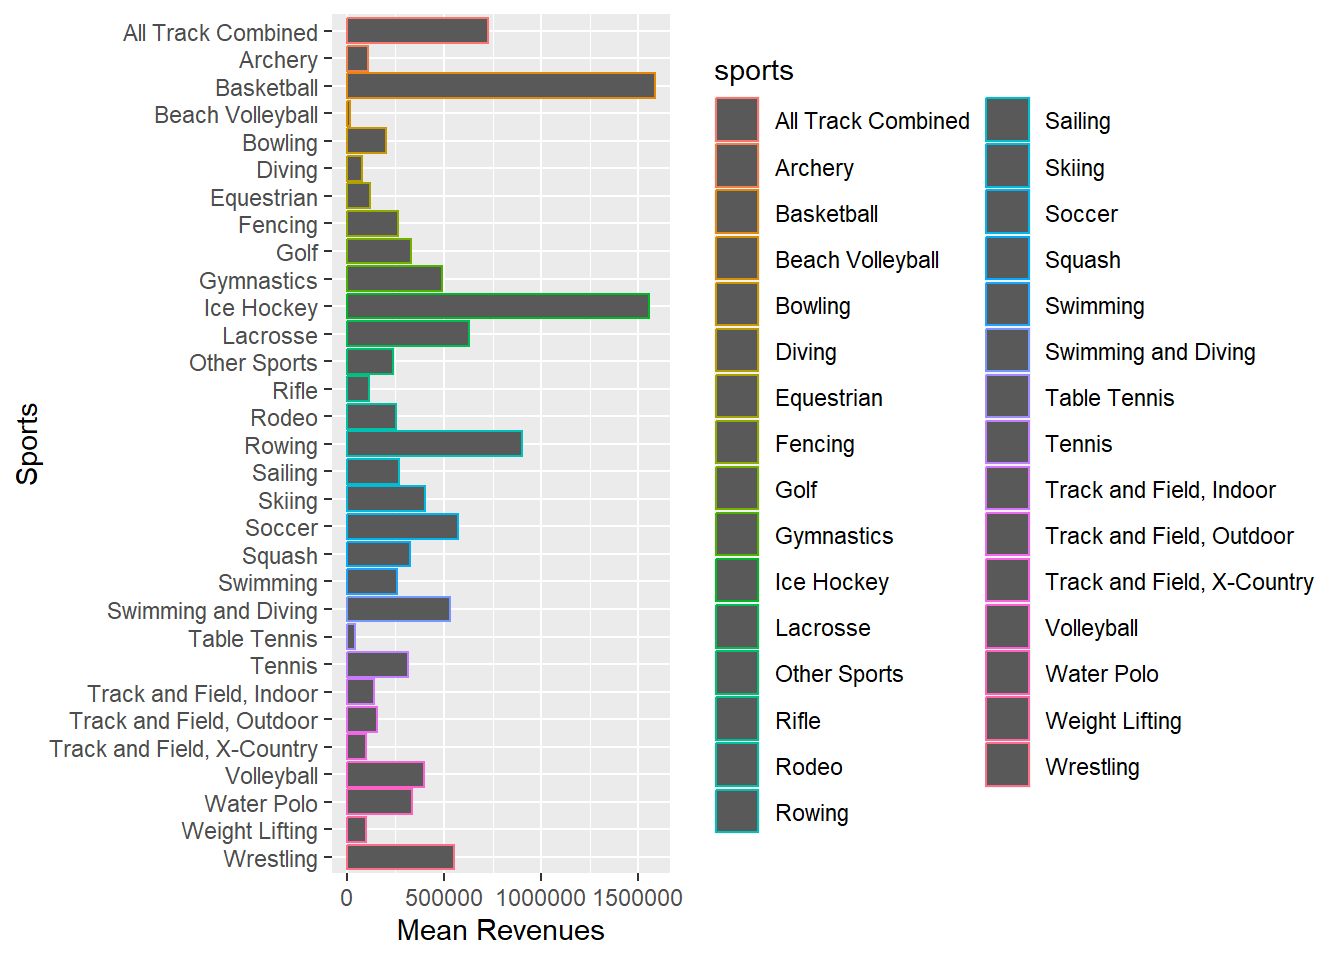 All Track Combined
Archery
Basketball
Beach Volleyball
Bowling
Diving
Equestrian
Fencing
Golf
Gymnastics
Ice Hockey
Lacrosse
Other Sports
Rifle
Rodeo
Rowing
Sailing
Skiing
Soccer
Squash
Swimming
Swimming and Diving
Table Tennis
Tennis
Track and Field, Indoor
Track and Field, Outdoor
Track and Field, X-Country
Volleyball
Water Polo
Weight Lifting
Wrestling
Sports
0 500000 1000000 1500000
Mean Revenues
sports
All Track Combined
Archery
Basketball
Beach Volleyball
Bowling
Diving
Equestrian
Fencing
Golf
Gymnastics
Ice Hockey
Lacrosse
Other Sports
Rifle
Rodeo
Rowing
Sailing
Skiing
Soccer
Squash
Swimming
Swimming and Diving
Table Tennis
Tennis
Track and Field, Indoor
Track and Field, Outdoor
Track and Field, X-Country
Volleyball
Water Polo
Weight Lifting
Wrestling